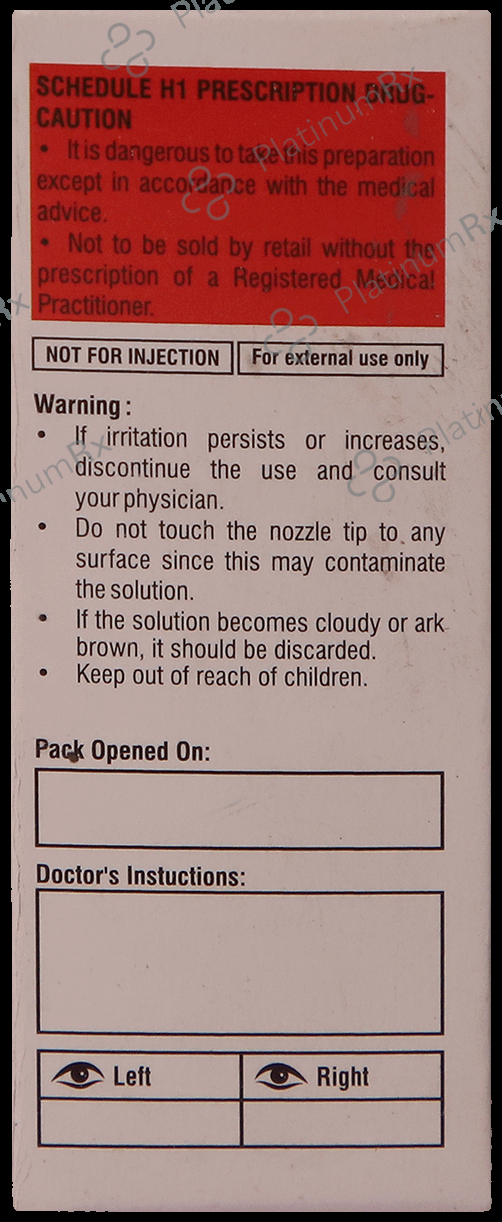 SCHEDULE H1 PRESCRIPTION DRUG-
CAUTION
• It is dangerous to take this preparation
except in accordance with the medical
advice.
• Not to be sold by retail without the
prescription of a Registered Medical
Practitioner.
NOT FOR INJECTION For external use only
Warning :
• If irritation persists or increases,
discontinue the use and consult
your physician.
• Do not touch the nozzle tip to any
surface since this may contaminate
the solution.
• If the solution becomes cloudy or ark
brown, it should be discarded.
• Keep out of reach of children.
Pack Opened On:
Doctor's Instuctions:
Left Right
PlatinumRx
PlatinumRx
PlatinumRx